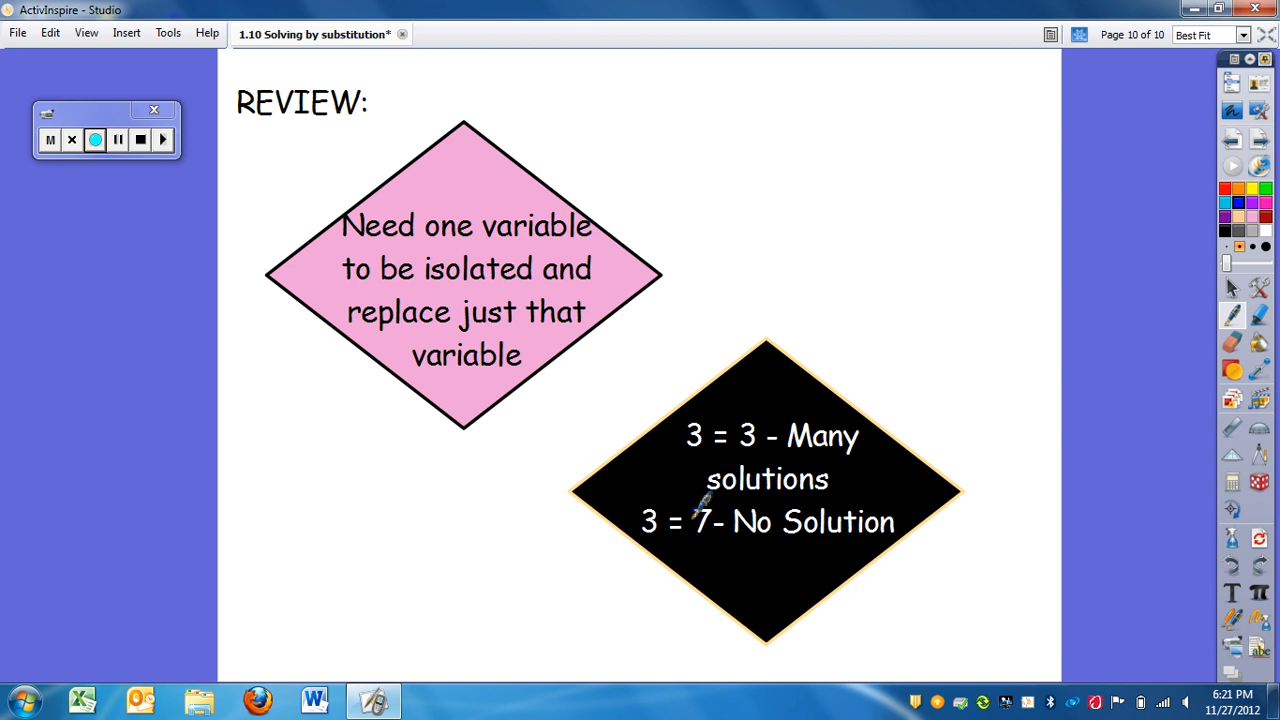 ActivInspire - Studio
File Edit View Insert Tools Help
1.10 Solving by substitution*
Page 10 of 10
Best Fit
M
REVIEW:
Need one variable
to be isolated and
replace just that
variable
3 = 3 - Many
solutions
3 = 7- No Solution
T
π
abc
6:21 PM
11/27/2012